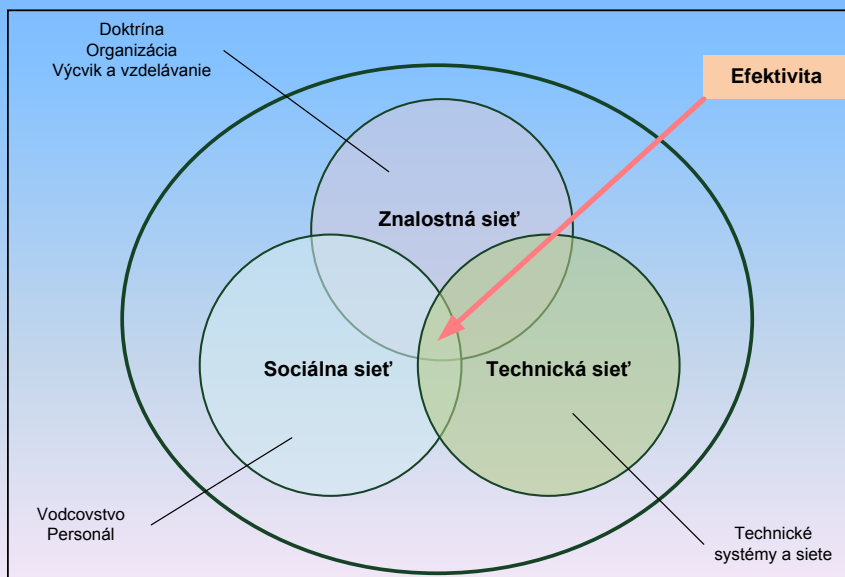 Doktrína
Organizácia
Výcvik a vzdelávanie
Efektivita
Znalostná sieť
Sociálna sieť
Technická sieť
Vodcovstvo
Personál
Technické
systémy a siete